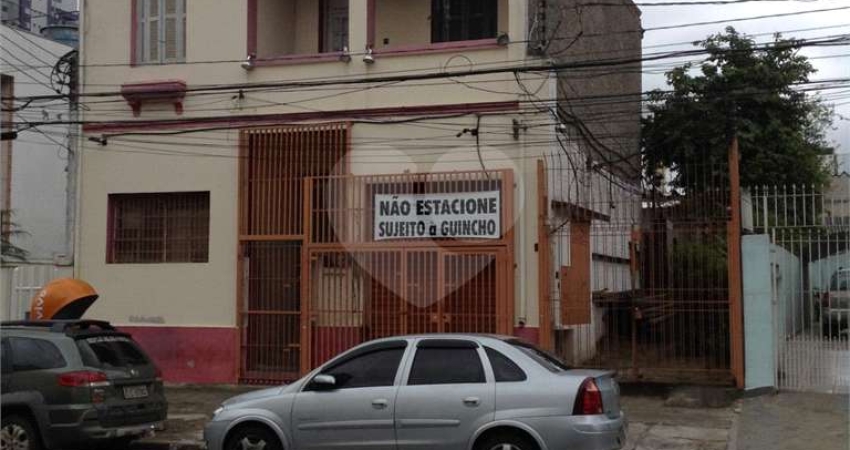 NÃO ESTACIONE
SUJEITO a GUINCHO